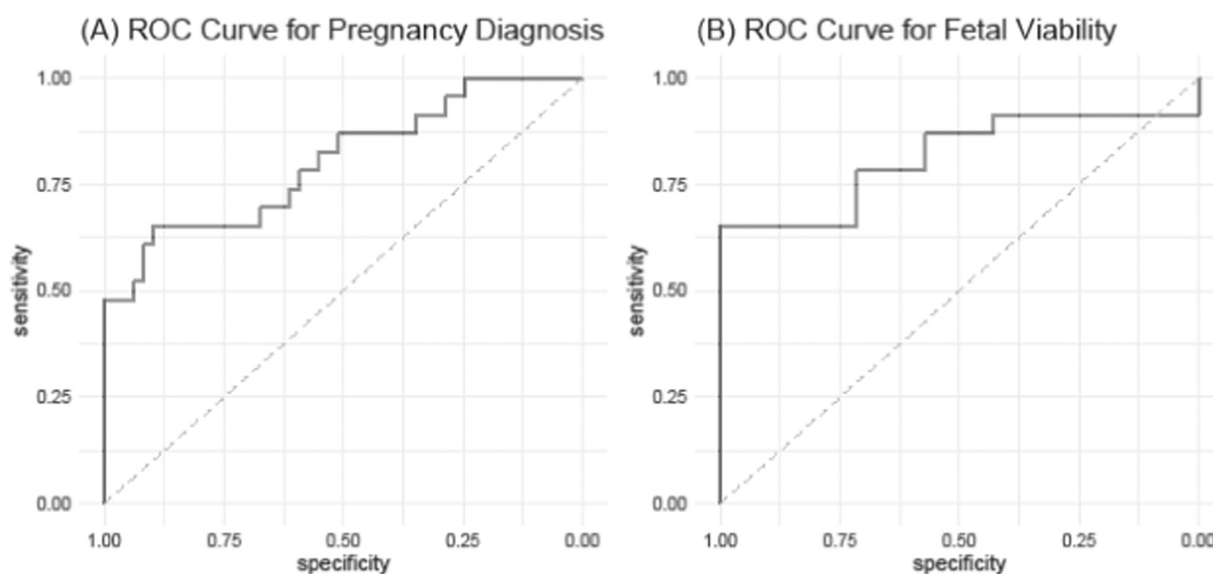 (A) ROC Curve for Pregnancy Diagnosis
1.00
0.75
0.50
0.25
0.00
sensitivity
1.00 0.75 0.50 0.25 0.00
specificity
(B) ROC Curve for Fetal Viability
1.00
0.75
0.50
0.25
0.00
sensitivity
1.00 0.75 0.50 0.25 0.00
specificity